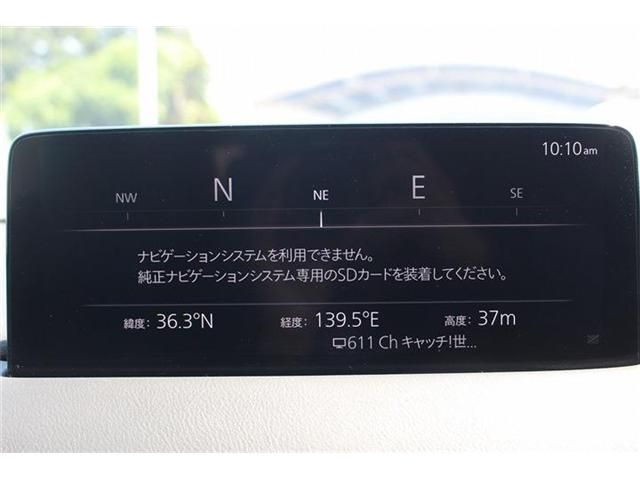 10:10am
NW N NE E SE
ナビゲーションシステムを利用できません。
純正ナビゲーションシステム専用のSDカードを装着してください。
緯度: 36.3°N 経度: 139.5°E 高度: 37m
611 Ch キャッチ!世...